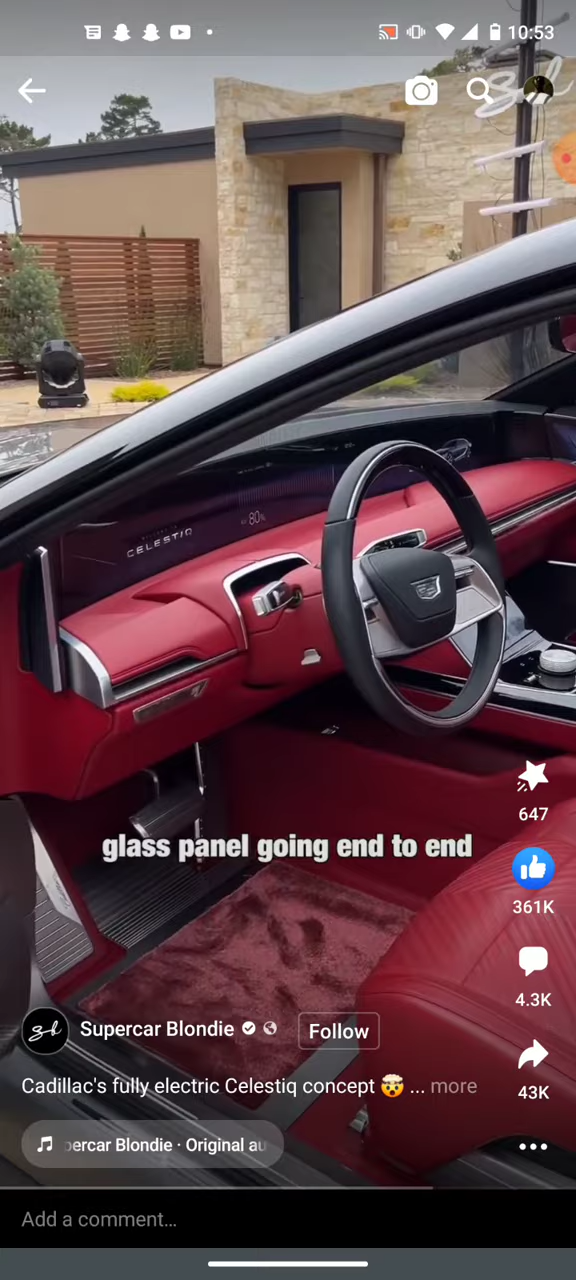 10:53
CELESTIQ
80%
647
glass panel going end to end
361K
4.3K
Supercar Blondie
Follow
Cadillac's fully electric Celestiq concept 🤯 ... more
43K
percar Blondie · Original au
Add a comment...